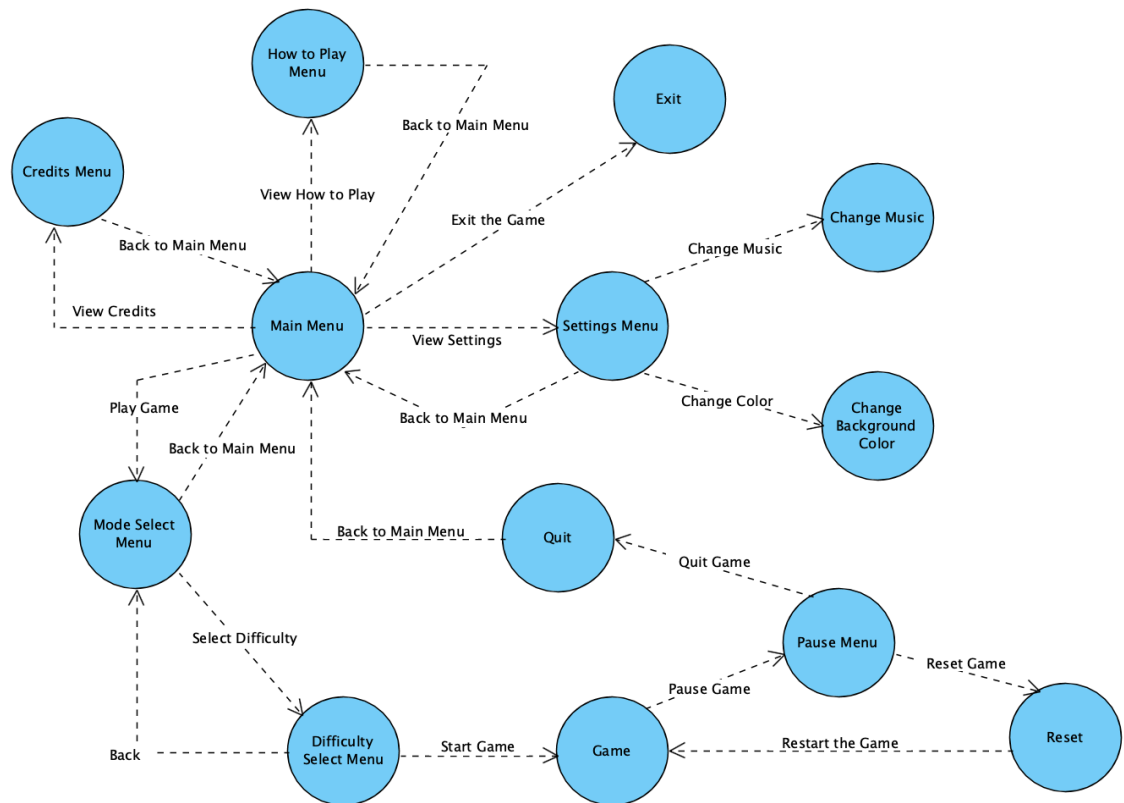 How to Play
Menu
Exit
Back to Main Menu
Credits Menu
View How to Play
Change Music
Exit the Game
Back to Main Menu
Change Music
View Credits
Main Menu
Settings Menu
View Settings
Change Color
Play Game
Back to Main Menu
Change
Background
Color
Back to Main Menu
Mode Select
Menu
Back to Main Menu
Quit
Quit Game
Select Difficulty
Pause Menu
Reset Game
Pause Game
Back
Difficulty
Select Menu
Start Game
Game
Restart the Game
Reset